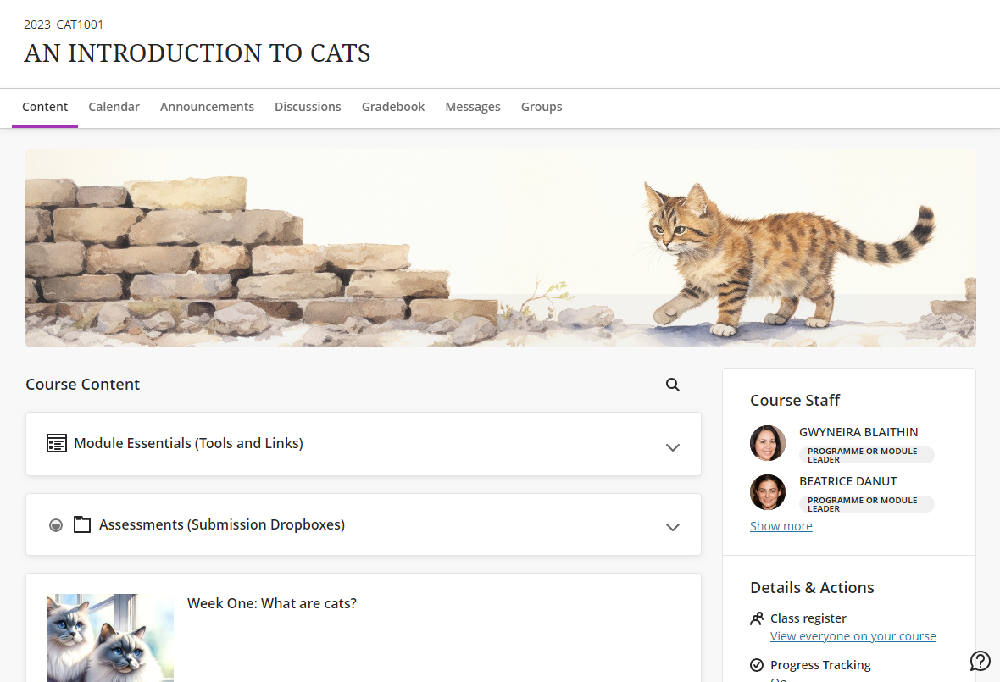 2023_CAT1001
AN INTRODUCTION TO CATS
Content
Calendar
Announcements
Discussions
Gradebook
Messages
Groups
Course Content
Module Essentials (Tools and Links)
Assessments (Submission Dropboxes)
Week One: What are cats?
Course Staff
GWYNEIRA BLAITHIN
PROGRAMME OR MODULE
LEADER
BEATRICE DANUT
PROGRAMME OR MODULE
LEADER
Show more
Details & Actions
Class register
View everyone on your course
Progress Tracking